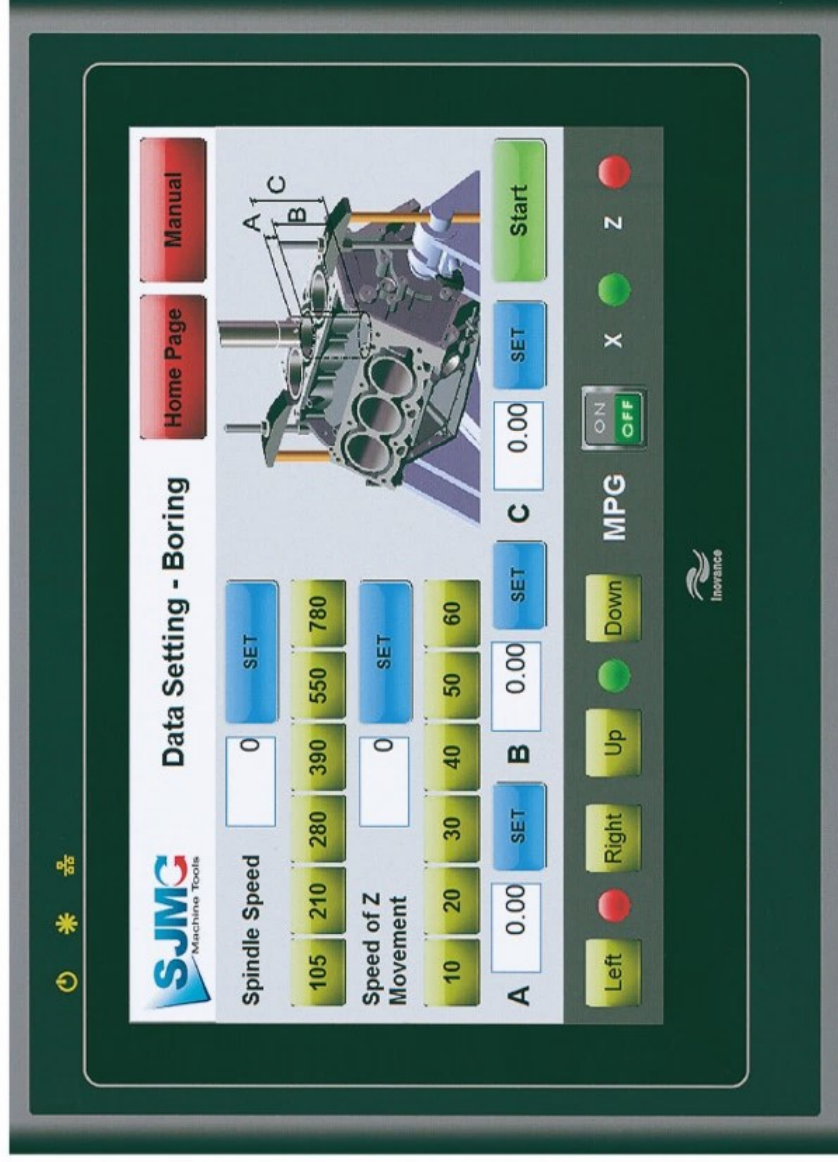 SJMC
Machine Tools
Data Setting - Boring
Home Page
Manual
Spindle Speed
0
SET
105 210 280 390 550 780
Speed of Z
Movement
0
SET
10 20 30 40 50 60
A
B
C
A 0.00 SET B 0.00 SET C 0.00 SET Start
Left Right Up Down MPG ON OFF X Z
Inovance